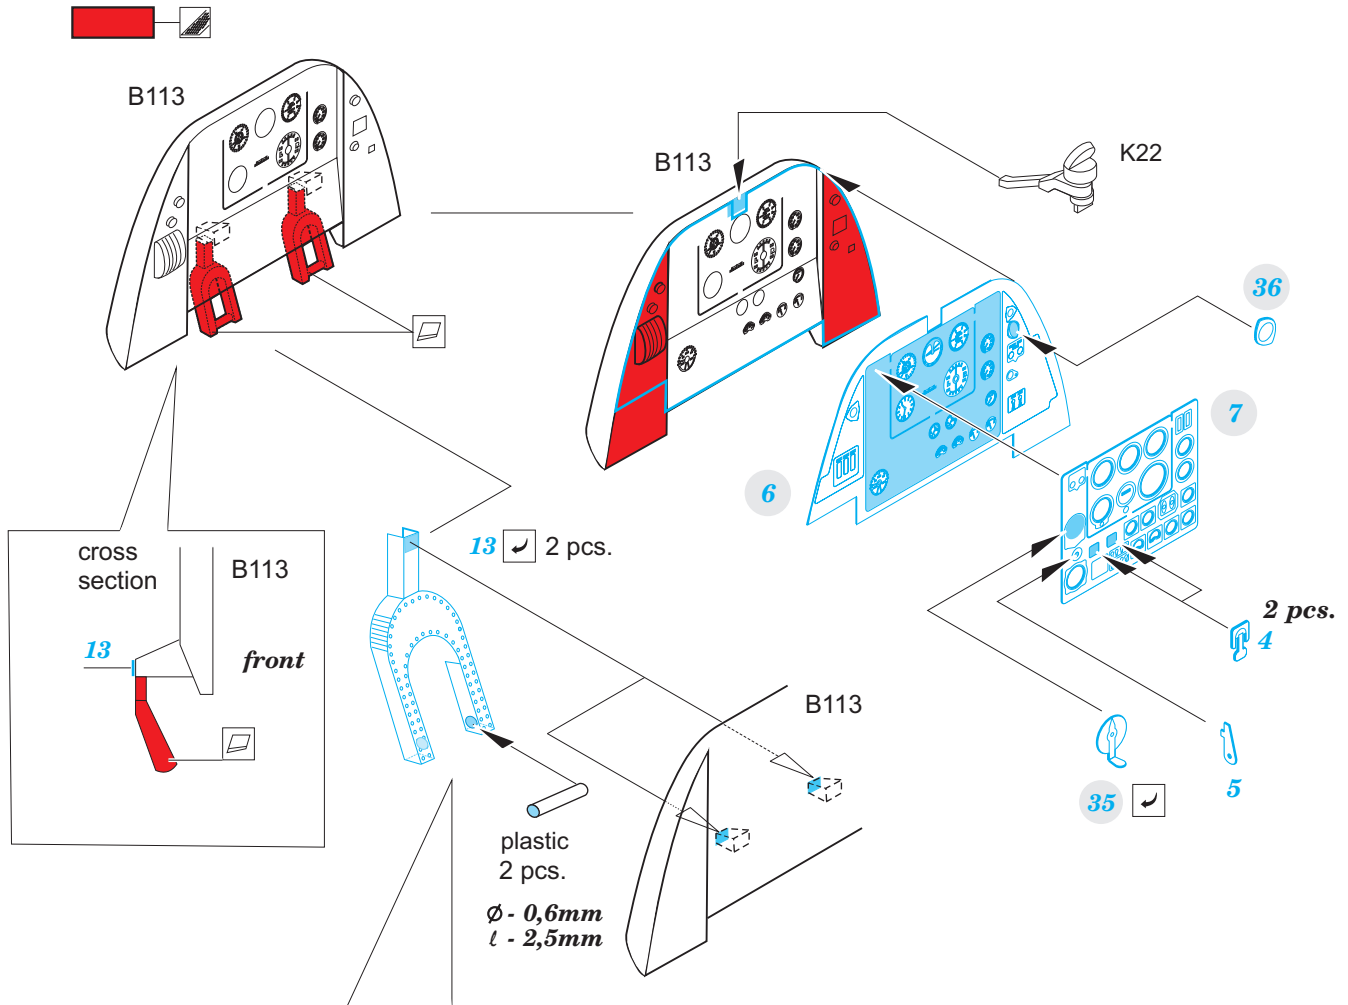 B113
B113
K22
36
7
6
13 2 pcs.
cross
section
B113
13
front
2 pcs.
4
B113
5
35
plastic
2 pcs.
Ø - 0,6mm
ℓ - 2,5mm